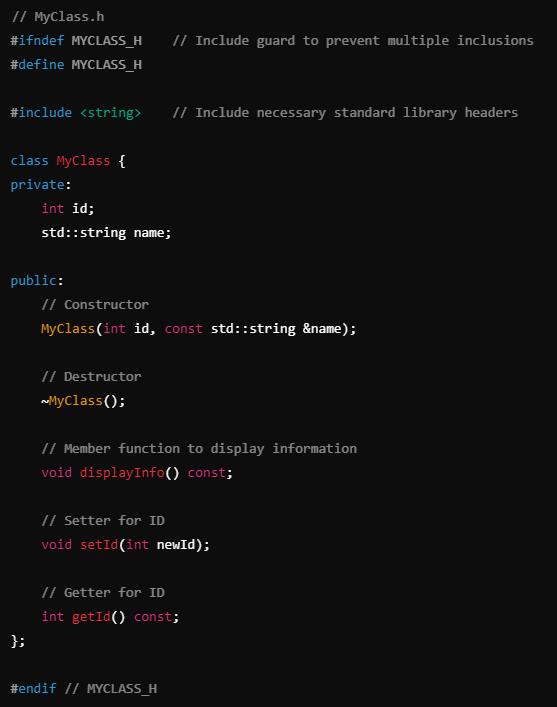 // MyClass.h
#ifndef MYCLASS_H    // Include guard to prevent multiple inclusions
#define MYCLASS_H
#include <string>    // Include necessary standard library headers
class MyClass {
private:
    int id;
    std::string name;
public:
    // Constructor
    MyClass(int id, const std::string &name);
    // Destructor
    ~MyClass();
    // Member function to display information
    void displayInfo() const;
    // Setter for ID
    void setId(int newId);
    // Getter for ID
    int getId() const;
};
#endif // MYCLASS_H